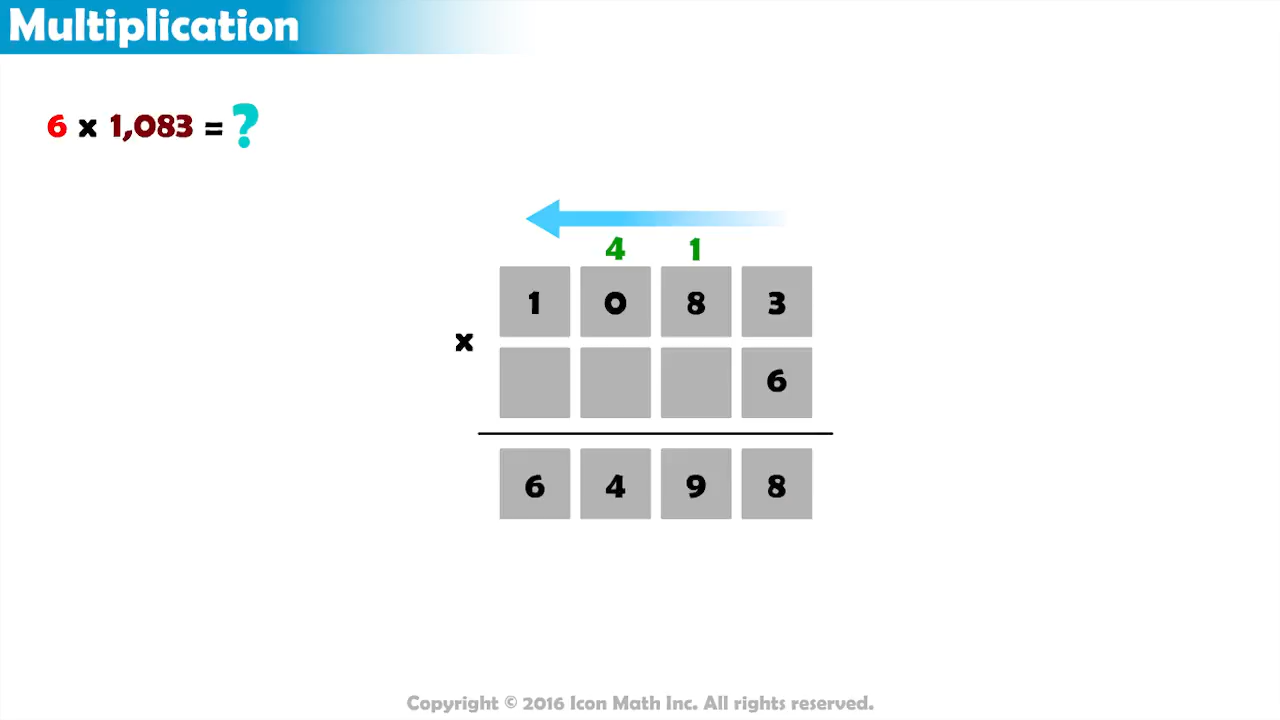 Multiplication
6 x 1,083 = ?
4 1
1 0 8 3
x
6
6 4 9 8
Copyright © 2016 Icon Math Inc. All rights reserved.